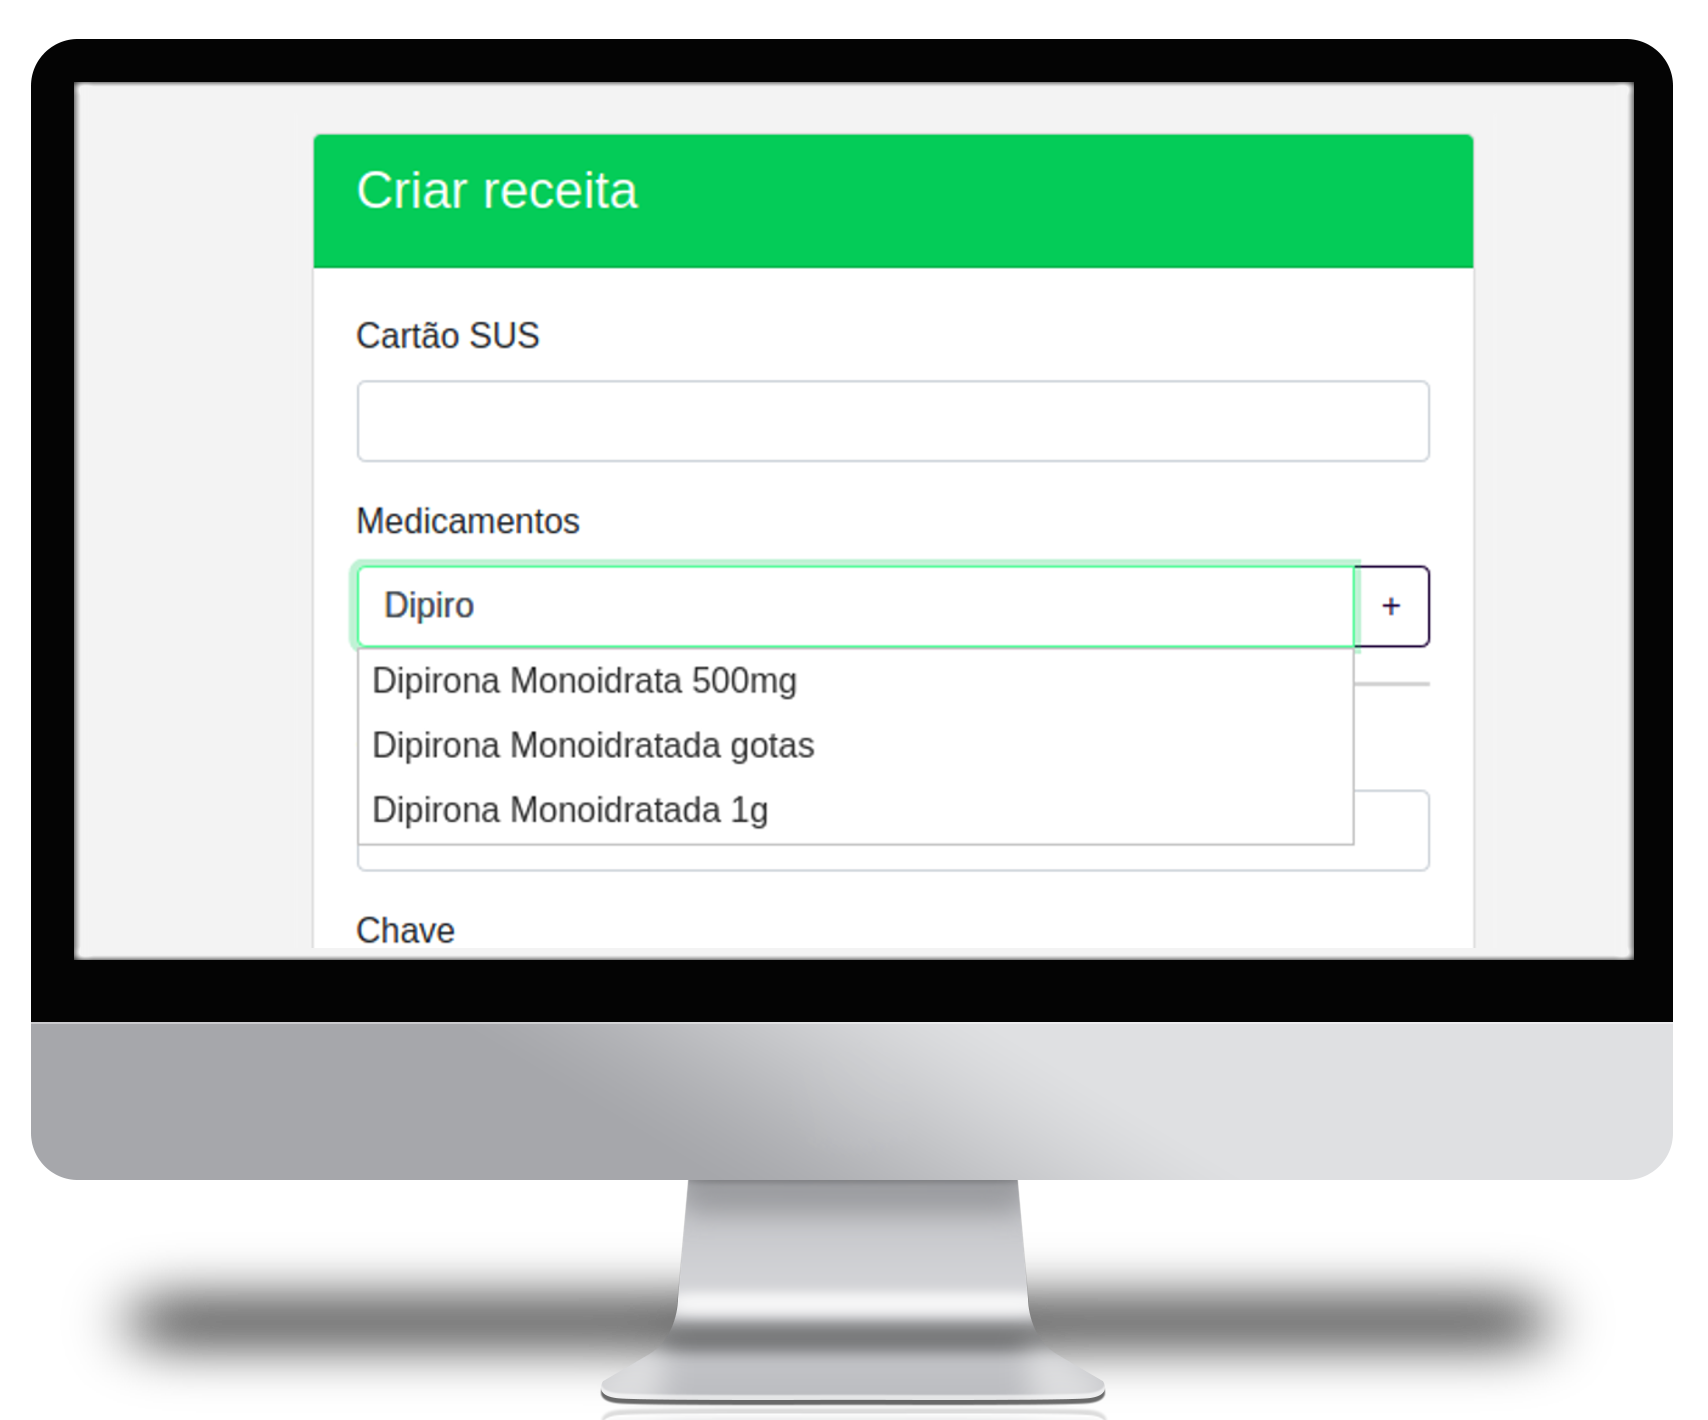 Criar receita
Cartão SUS
Medicamentos
Dipiro
+
Dipirona Monoidrata 500mg
Dipirona Monoidratada gotas
Dipirona Monoidratada 1g
Chave